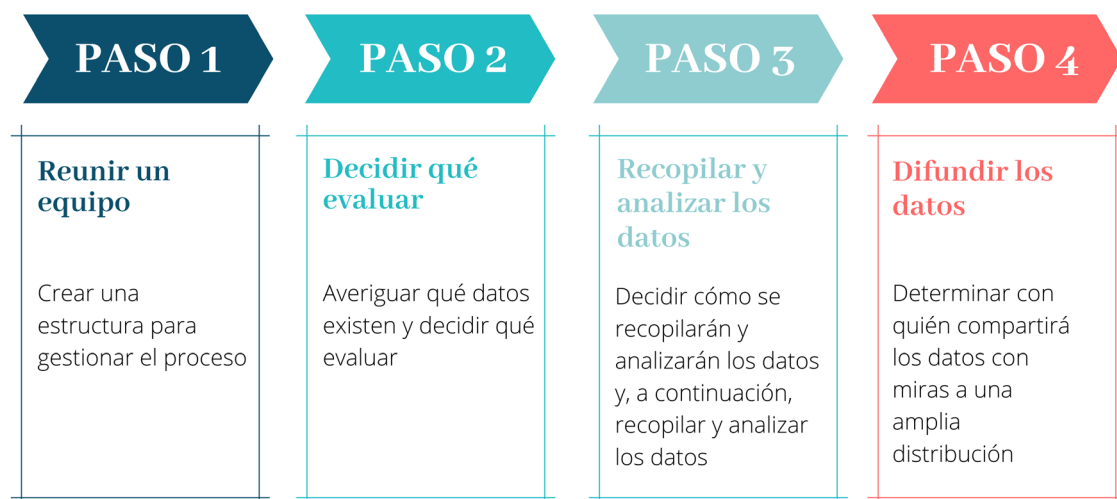 PASO 1
Reunir un
equipo
Crear una
estructura para
gestionar el proceso
PASO 2
Decidir qué
evaluar
Averiguar qué datos
existen y decidir qué
evaluar
PASO 3
Recopilar y
analizar los
datos
Decidir cómo se
recopilarán y
analizarán los datos
y, a continuación,
recopilar y analizar
los datos
PASO 4
Difundir los
datos
Determinar con
quién compartirá
los datos con
miras a una
amplia
distribución